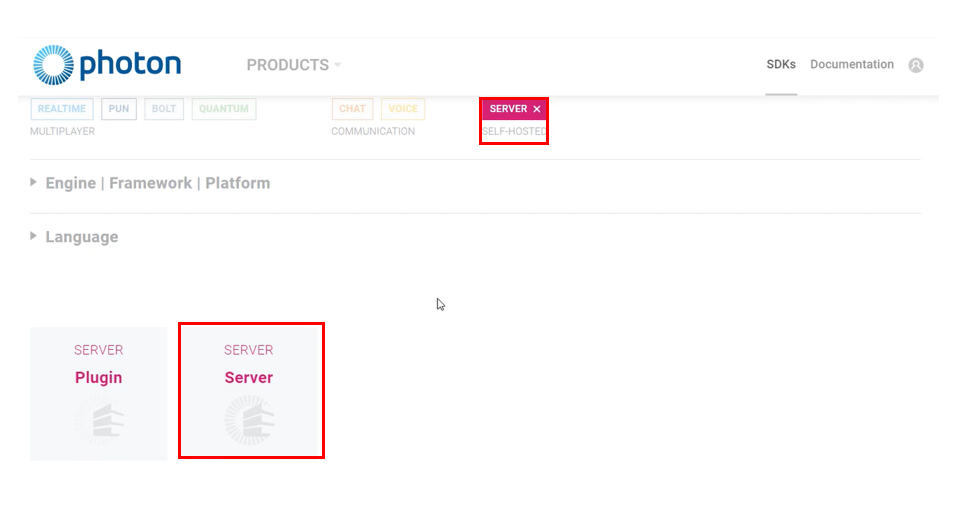 photon PRODUCTS SDKs Documentation
REALTIME PUN BOLT QUANTUM CHAT VOICE SERVER ×
MULTIPLAYER COMMUNICATION SELF-HOSTED
Engine | Framework | Platform
Language
SERVER SERVER
Plugin Server